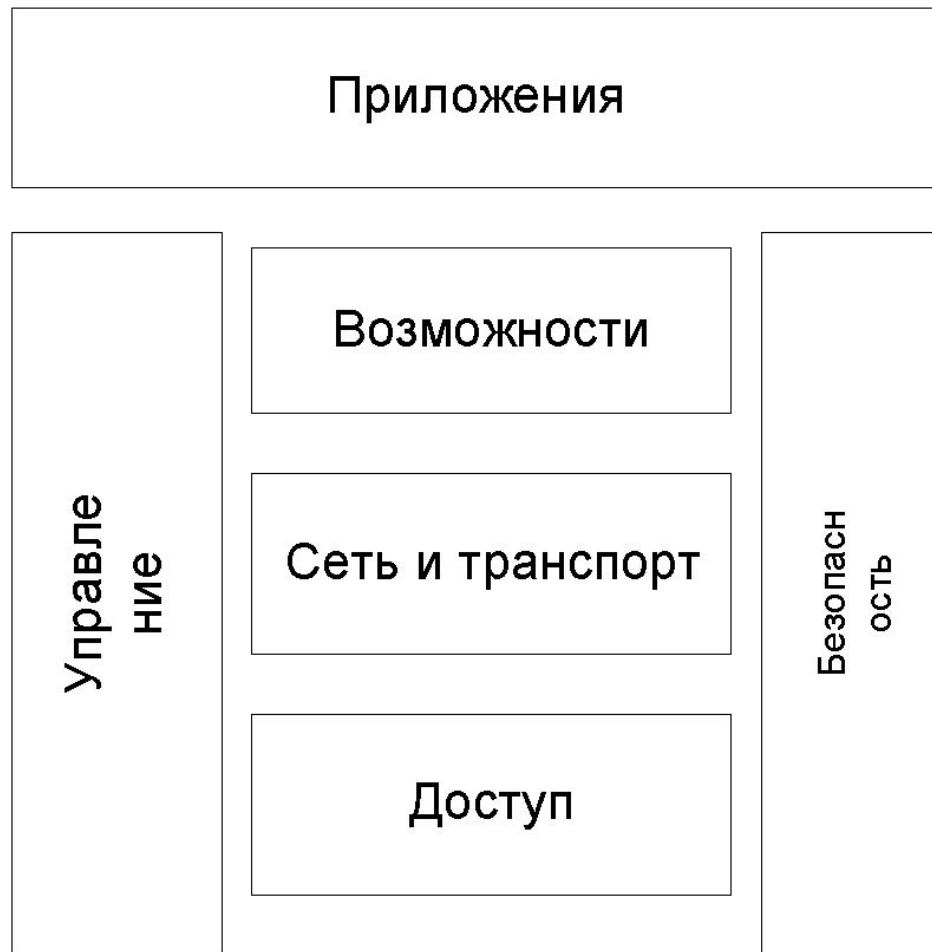 Приложения
Возможности
Управле
ние
Сеть и транспорт
Безопасн
ость
Доступ